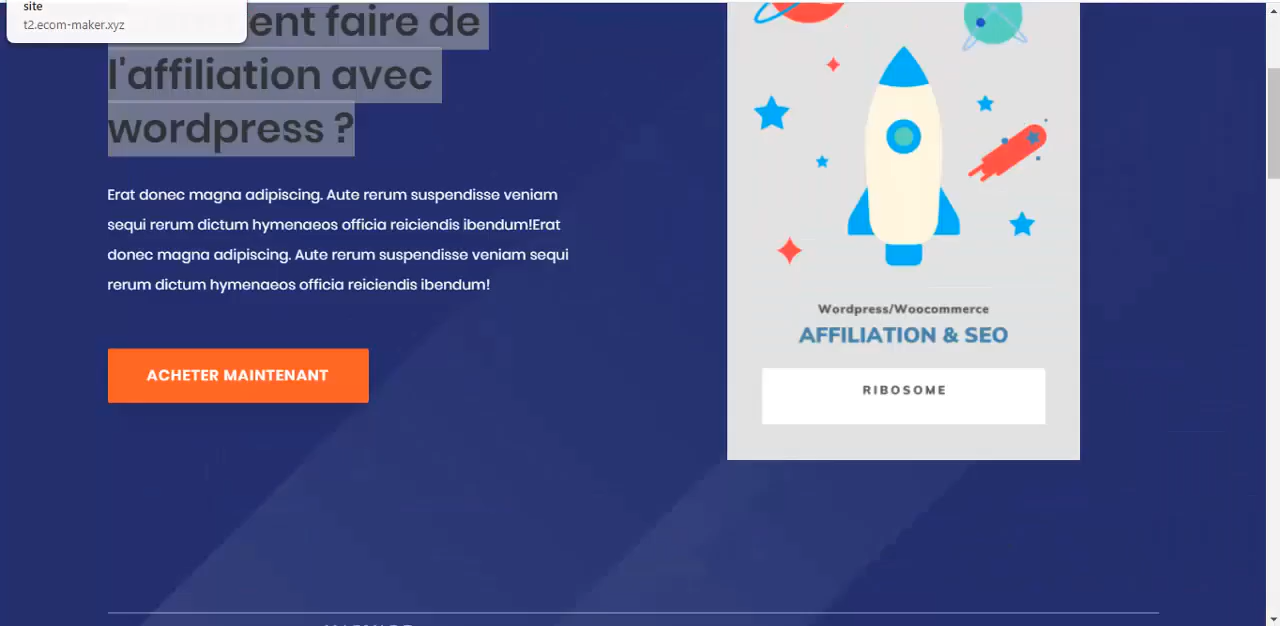 site
t2.ecom-maker.xyz
ent faire de
l'affiliation avec
wordpress ?
Erat donec magna adipiscing. Aute rerum suspendisse veniam
sequi rerum dictum hymenaeos officia reiciendis ibendum!Erat
donec magna adipiscing. Aute rerum suspendisse veniam sequi
rerum dictum hymenaeos officia reiciendis ibendum!
ACHETER MAINTENANT
Wordpress/Woocommerce
AFFILIATION & SEO
RIBOSOME